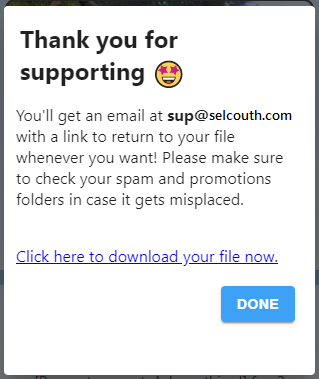 Thank you for
supporting 🤩
You'll get an email at sup@selcouth.com
with a link to return to your file
whenever you want! Please make sure
to check your spam and promotions
folders in case it gets misplaced.
Click here to download your file now.
DONE